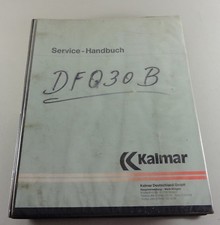 Service-Handbuch
DFQ30B
Kalmar
Kalmar Deutschland GmbH